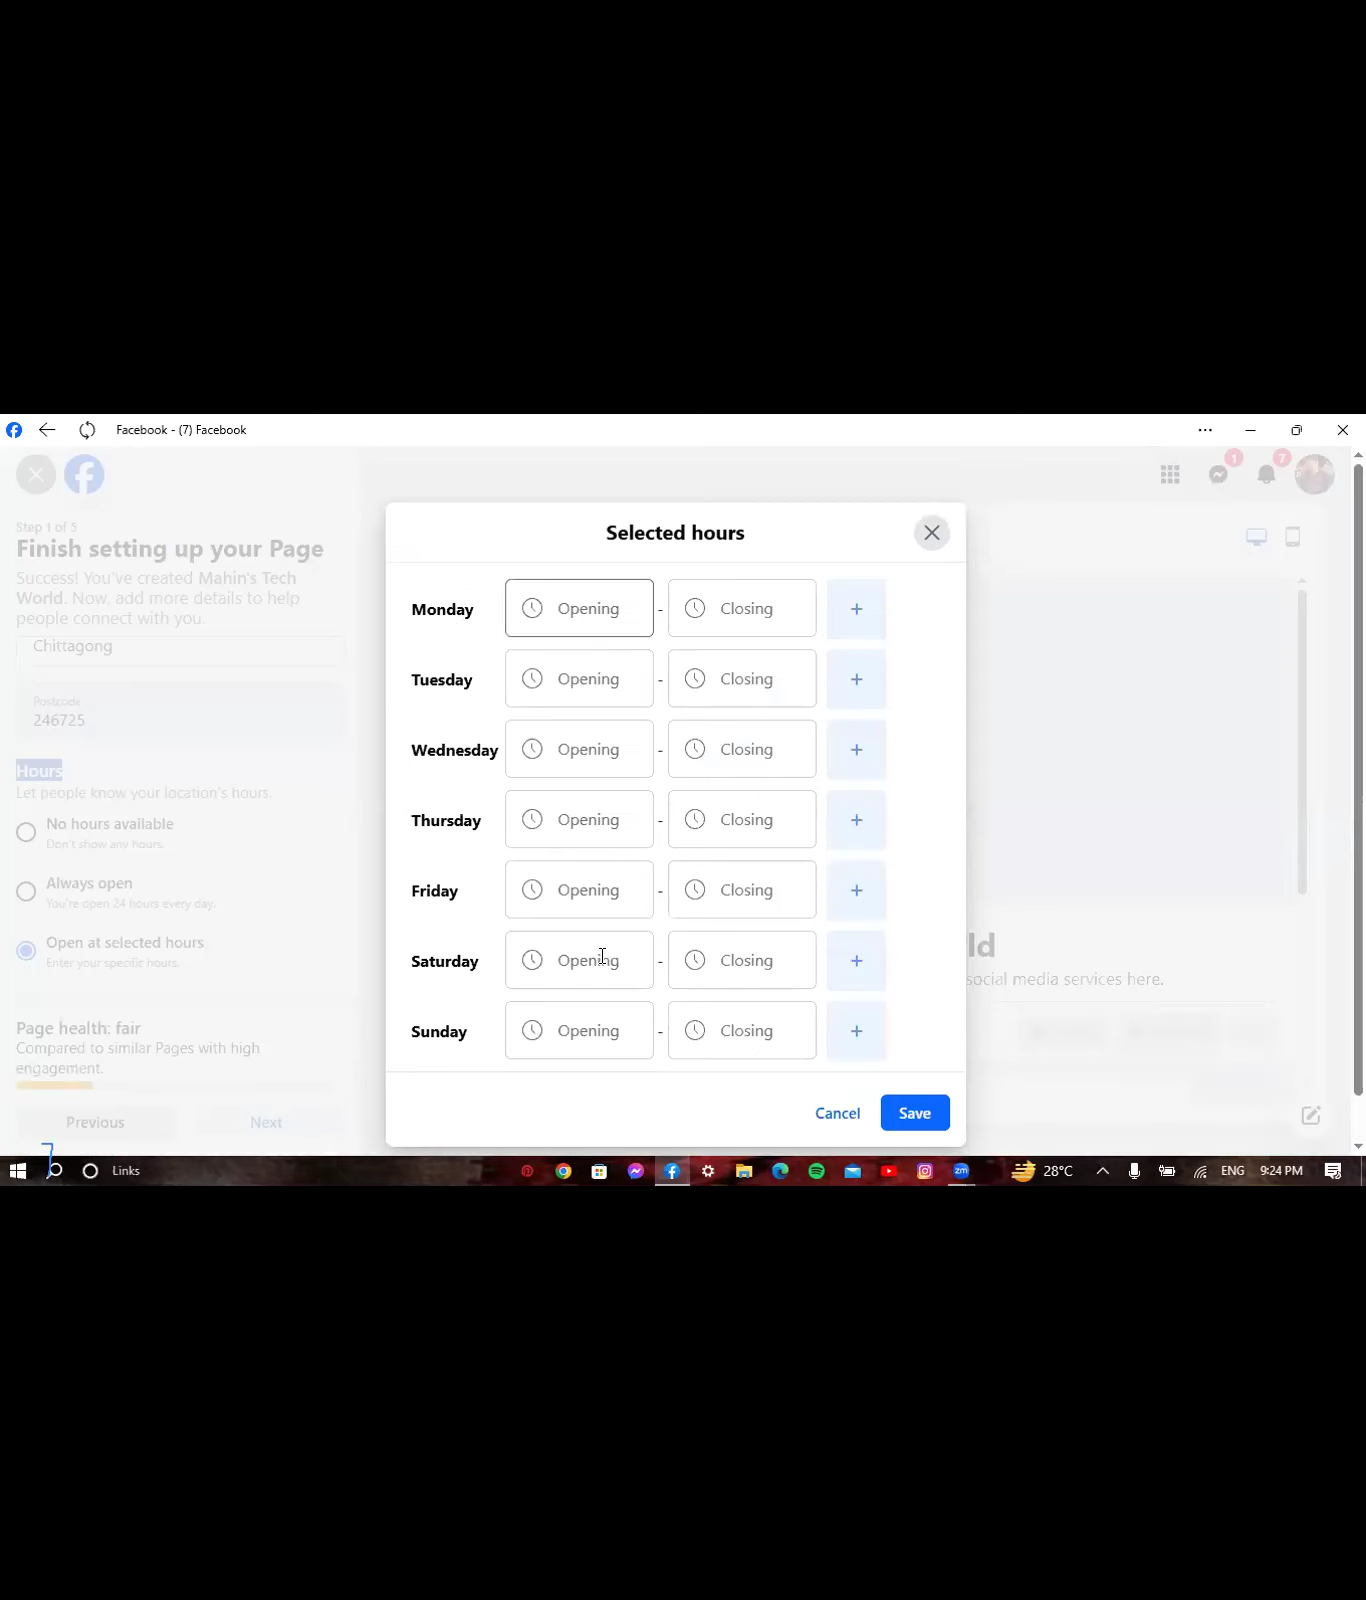 Facebook - (7) Facebook
1
7
Step 1 of 5
Finish setting up your Page
Success! You've created Mahin's Tech
World. Now, add more details to help
people connect with you.
Chittagong
Postcode
246725
Hours
Let people know your location's hours.
No hours available
Don't show any hours.
Always open
You're open 24 hours every day.
Open at selected hours
Enter your specific hours.
Page health: fair
Compared to similar Pages with high
engagement.
Previous Next
Selected hours
Monday Opening - Closing +
Tuesday Opening - Closing +
Wednesday Opening - Closing +
Thursday Opening - Closing +
Friday Opening - Closing +
Saturday Opening - Closing +
Sunday Opening - Closing +
Cancel Save
ld
social media services here.
Links
zm
28°C
ENG
9:24 PM